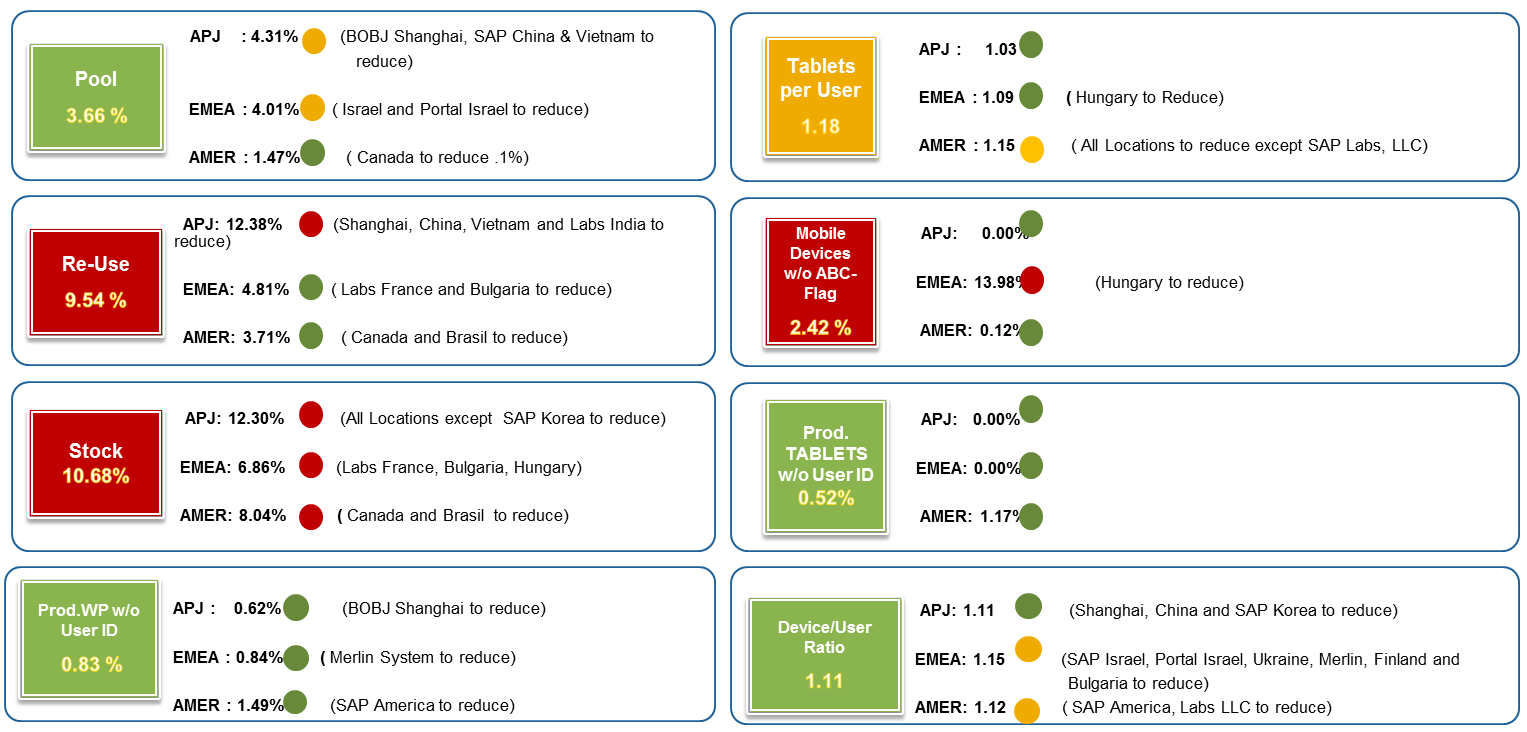 Pool
3.66 %
APJ : 4.31% (BOBJ Shanghai, SAP China & Vietnam to
reduce)
EMEA : 4.01% ( Israel and Portal Israel to reduce)
AMER : 1.47% ( Canada to reduce .1%)
Tablets
per User
1.18
APJ : 1.03
EMEA : 1.09 ( Hungary to Reduce)
AMER : 1.15 ( All Locations to reduce except SAP Labs, LLC)
Re-Use
9.54 %
APJ: 12.38% (Shanghai, China, Vietnam and Labs India to
reduce)
EMEA: 4.81% ( Labs France and Bulgaria to reduce)
AMER: 3.71% ( Canada and Brasil to reduce)
Mobile
Devices
w/o ABC-
Flag
2.42 %
APJ: 0.00%
EMEA: 13.98% (Hungary to reduce)
AMER: 0.12%
Stock
10.68%
APJ: 12.30% (All Locations except SAP Korea to reduce)
EMEA: 6.86% (Labs France, Bulgaria, Hungary)
AMER: 8.04% ( Canada and Brasil to reduce)
Prod.
TABLETS
w/o User ID
0.52%
APJ: 0.00%
EMEA: 0.00%
AMER: 1.17%
Prod.WP w/o
User ID
0.83 %
APJ : 0.62% (BOBJ Shanghai to reduce)
EMEA : 0.84% ( Merlin System to reduce)
AMER : 1.49% (SAP America to reduce)
Device/User
Ratio
1.11
APJ: 1.11 (Shanghai, China and SAP Korea to reduce)
EMEA: 1.15 (SAP Israel, Portal Israel, Ukraine, Merlin, Finland and
Bulgaria to reduce)
AMER: 1.12 ( SAP America, Labs LLC to reduce)